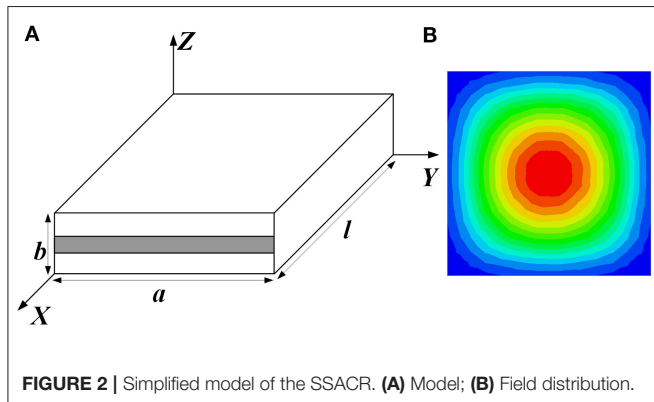 A
B
Z
Y
b
l
a
X
FIGURE 2 | Simplified model of the SSACR. (A) Model; (B) Field distribution.